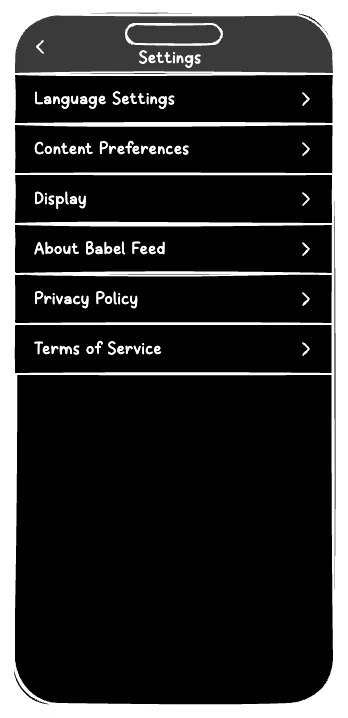 Settings
Language Settings
Content Preferences
Display
About Babel Feed
Privacy Policy
Terms of Service